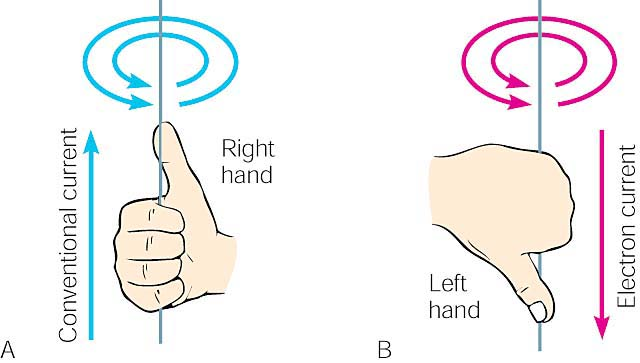 Conventional current
Right
hand
A
Left
hand
Electron current
B